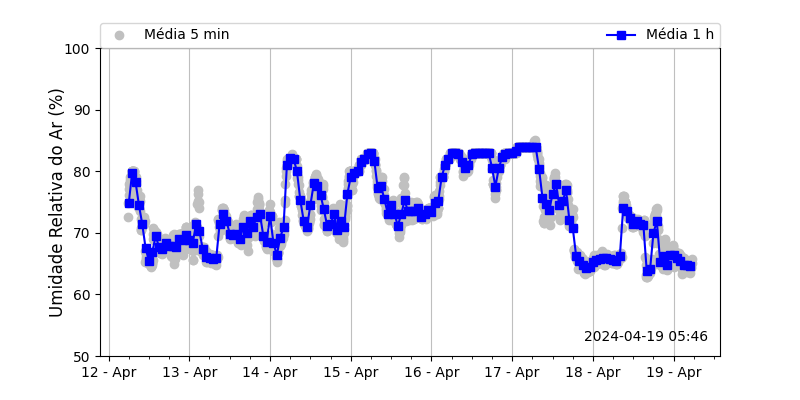 Média 5 min
Média 1 h
Umidade Relativa do Ar (%)
100
90
80
70
60
50
2024-04-19 05:46
12 - Apr
13 - Apr
14 - Apr
15 - Apr
16 - Apr
17 - Apr
18 - Apr
19 - Apr